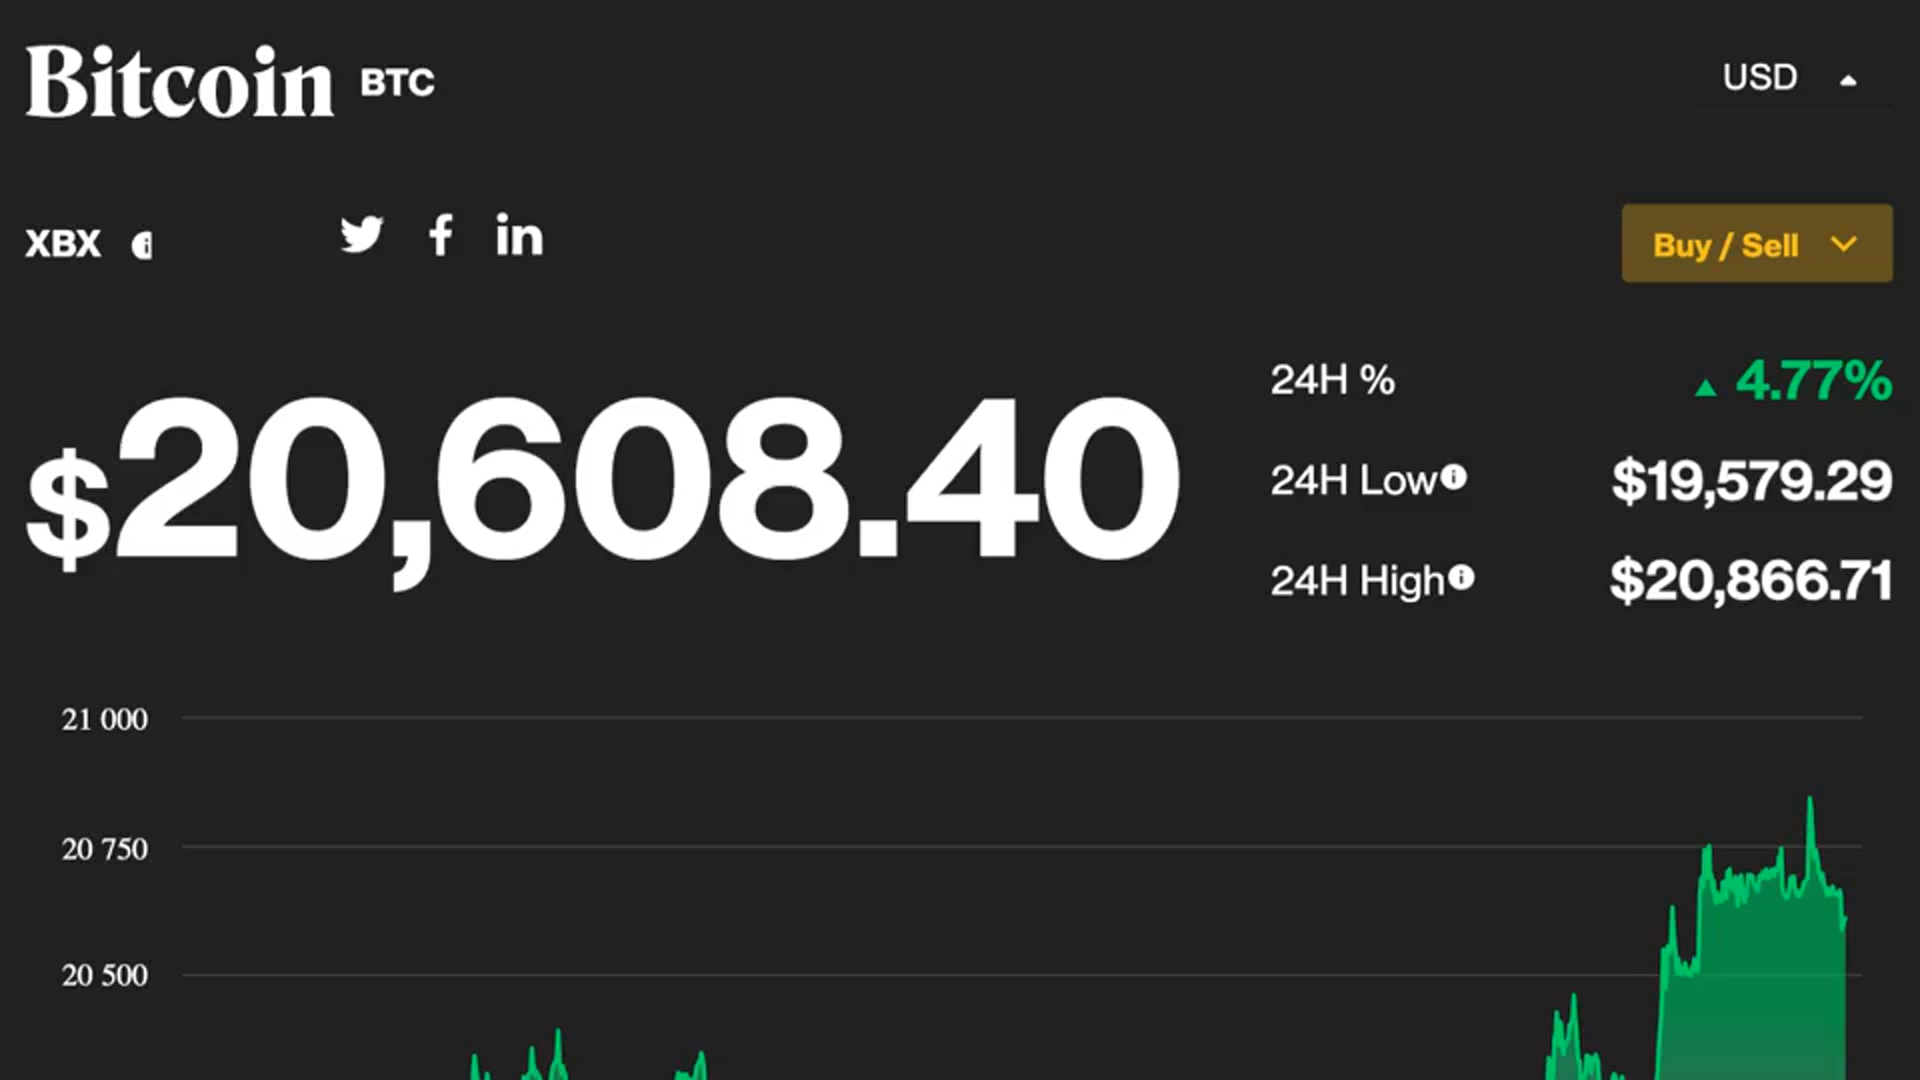 Bitcoin BTC
USD
XBX
Buy / Sell
$20,608.40
24H % 4.77%
24H Low $19,579.29
24H High $20,866.71
21 000
20 750
20 500